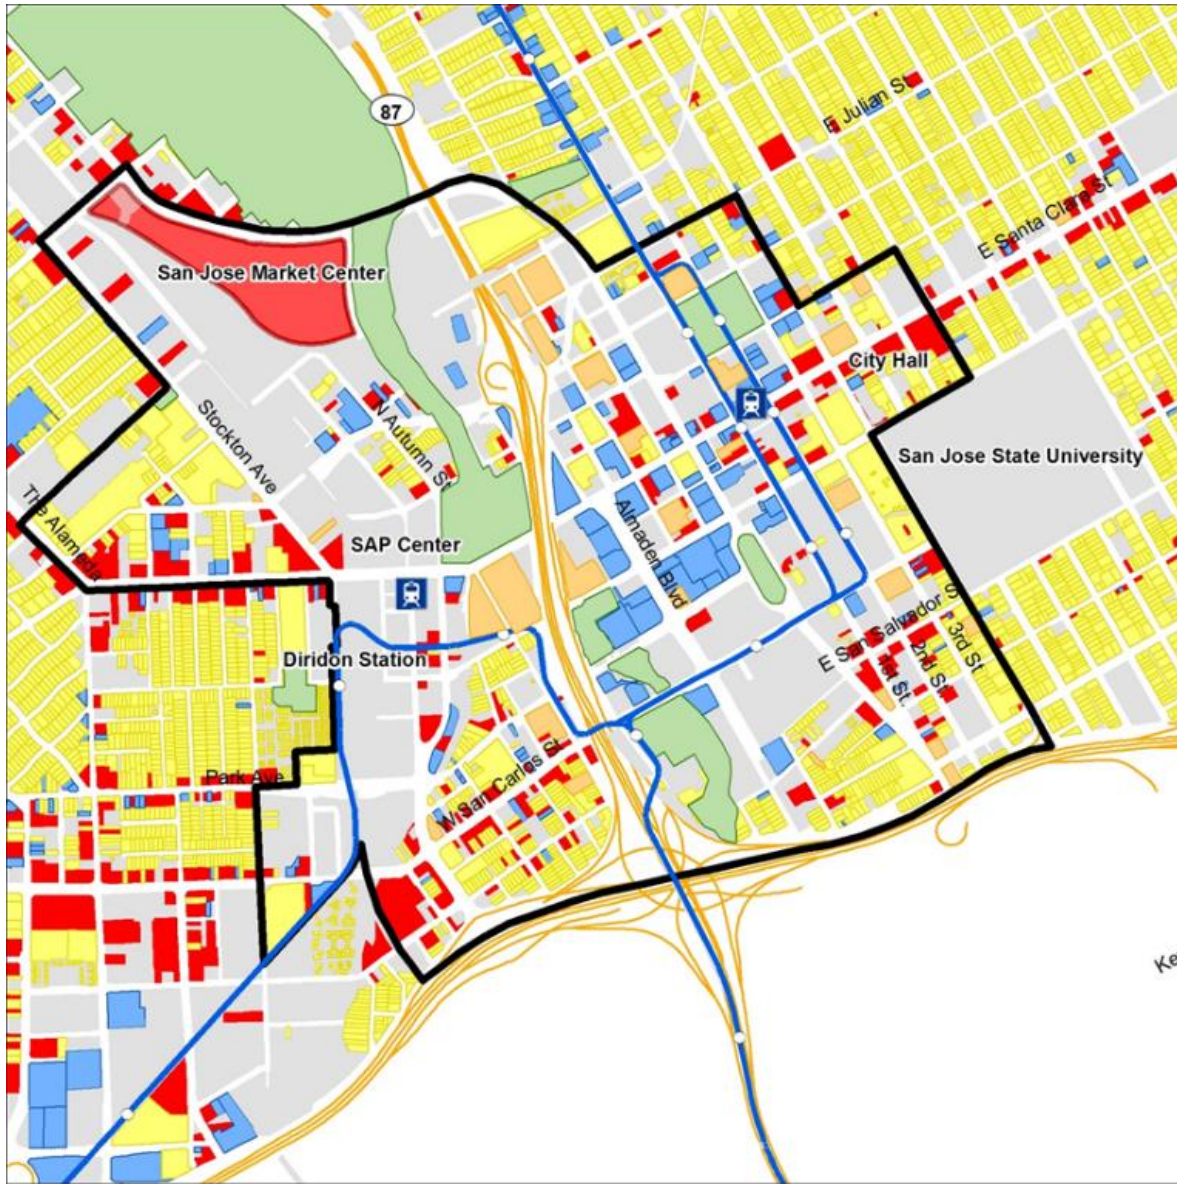 87
E Julian St
E Santa Clara St
San Jose Market Center
City Hall
Stockton Ave
N Autumn St
San Jose State University
The Alameda
SAP Center
Almaden Blvd
Diridon Station
E San Salvador S
3rd St
2nd St.
1st St.
Park Ave
W San Carlos St
Ke